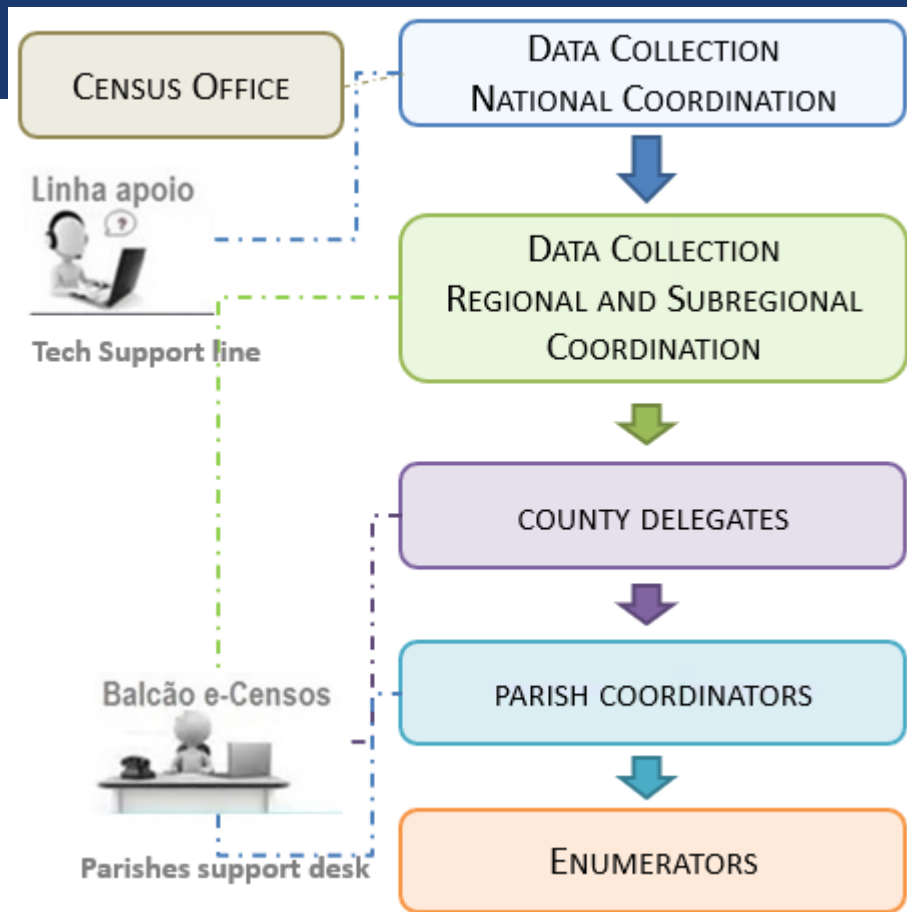 CENSUS OFFICE
DATA COLLECTION
NATIONAL COORDINATION
Linha apoio
?
Tech Support line
DATA COLLECTION
REGIONAL AND SUBREGIONAL
COORDINATION
COUNTY DELEGATES
Balcão e-Censos
Parishes support desk
PARISH COORDINATORS
ENUMERATORS